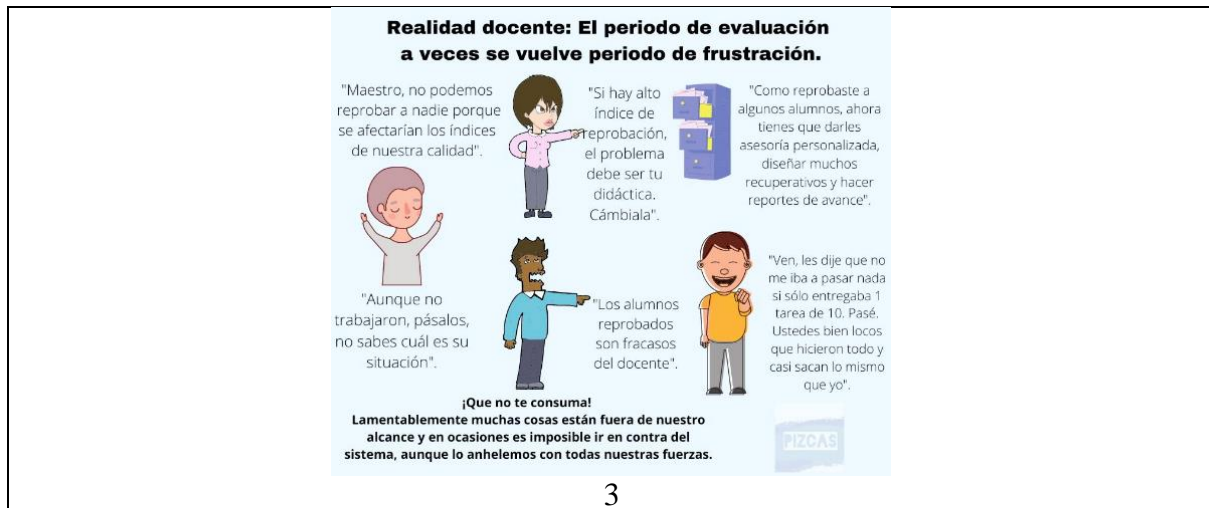 Realidad docente: El periodo de evaluación
a veces se vuelve periodo de frustración.
"Maestro, no podemos
reprobar a nadie porque
se afectarían los índices
de nuestra calidad".
"Si hay alto
índice de
reprobación,
el problema
debe ser tu
didáctica.
Cámbiala".
"Como reprobaste a
algunos alumnos, ahora
tienes que darles
asesoría personalizada,
diseñar muchos
recuperativos y hacer
reportes de avance".
"Aunque no
trabajaron, pásalos,
no sabes cuál es su
situación".
"Los alumnos
reprobados
son fracasos
del docente".
"Ven, les dije que no
me iba a pasar nada
si sólo entregaba 1
tarea de 10. Pasé.
Ustedes bien locos
que hicieron todo y
casi sacan lo mismo
que yo".
¡Que no te consuma!
Lamentablemente muchas cosas están fuera de nuestro
alcance y en ocasiones es imposible ir en contra del
sistema, aunque lo anhelemos con todas nuestras fuerzas.
PIZCAS
3